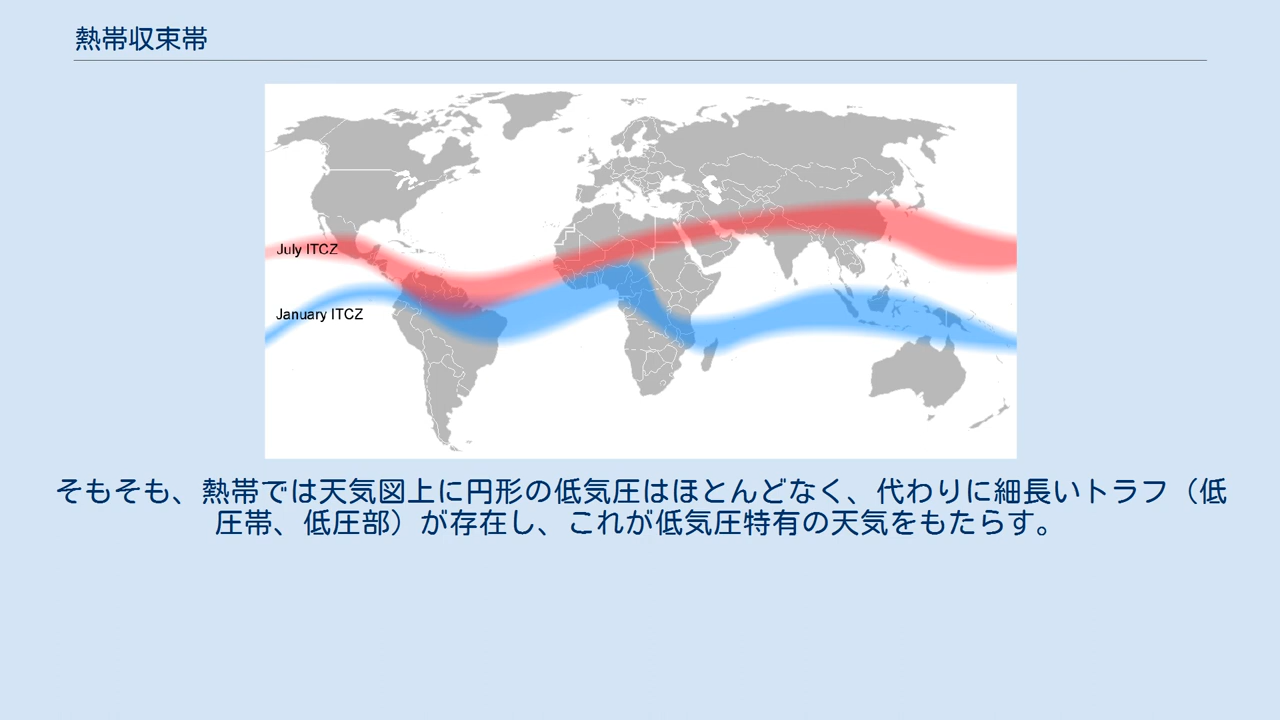 熱帯収束帯
July ITCZ
January ITCZ
そもそも、熱帯では天気図上に円形の低気圧はほとんどなく、代わりに細長いトラフ（低
圧帯、低圧部）が存在し、これが低気圧特有の天気をもたらす。